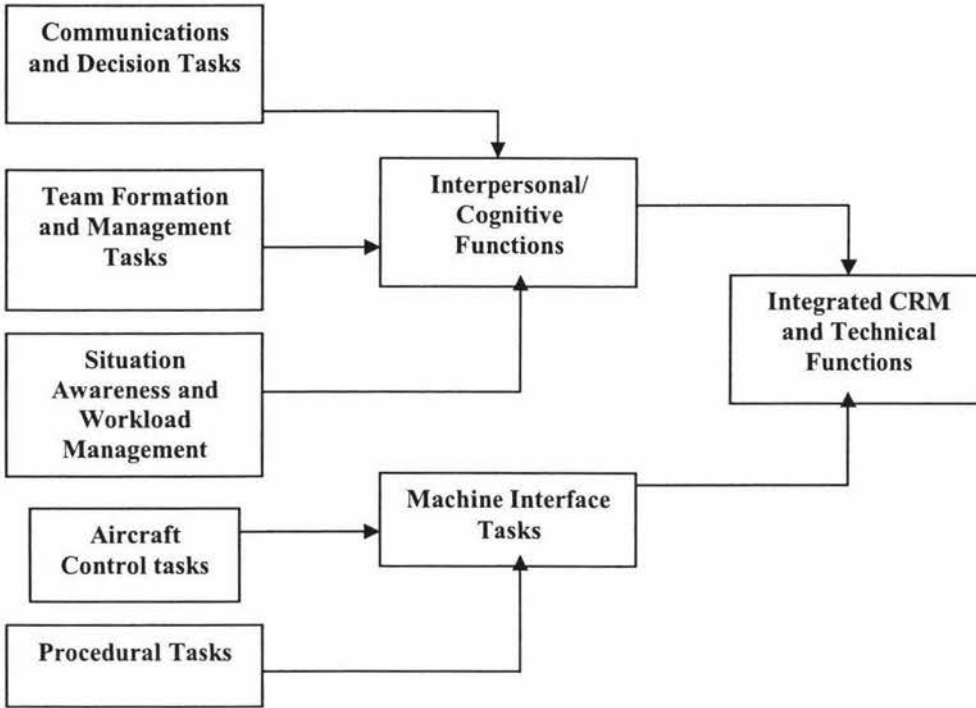 Communications
and Decision Tasks
Team Formation
and Management
Tasks
Situation
Awareness and
Workload
Management
Aircraft
Control tasks
Procedural Tasks
Interpersonal/
Cognitive
Functions
Machine Interface
Tasks
Integrated CRM
and Technical
Functions